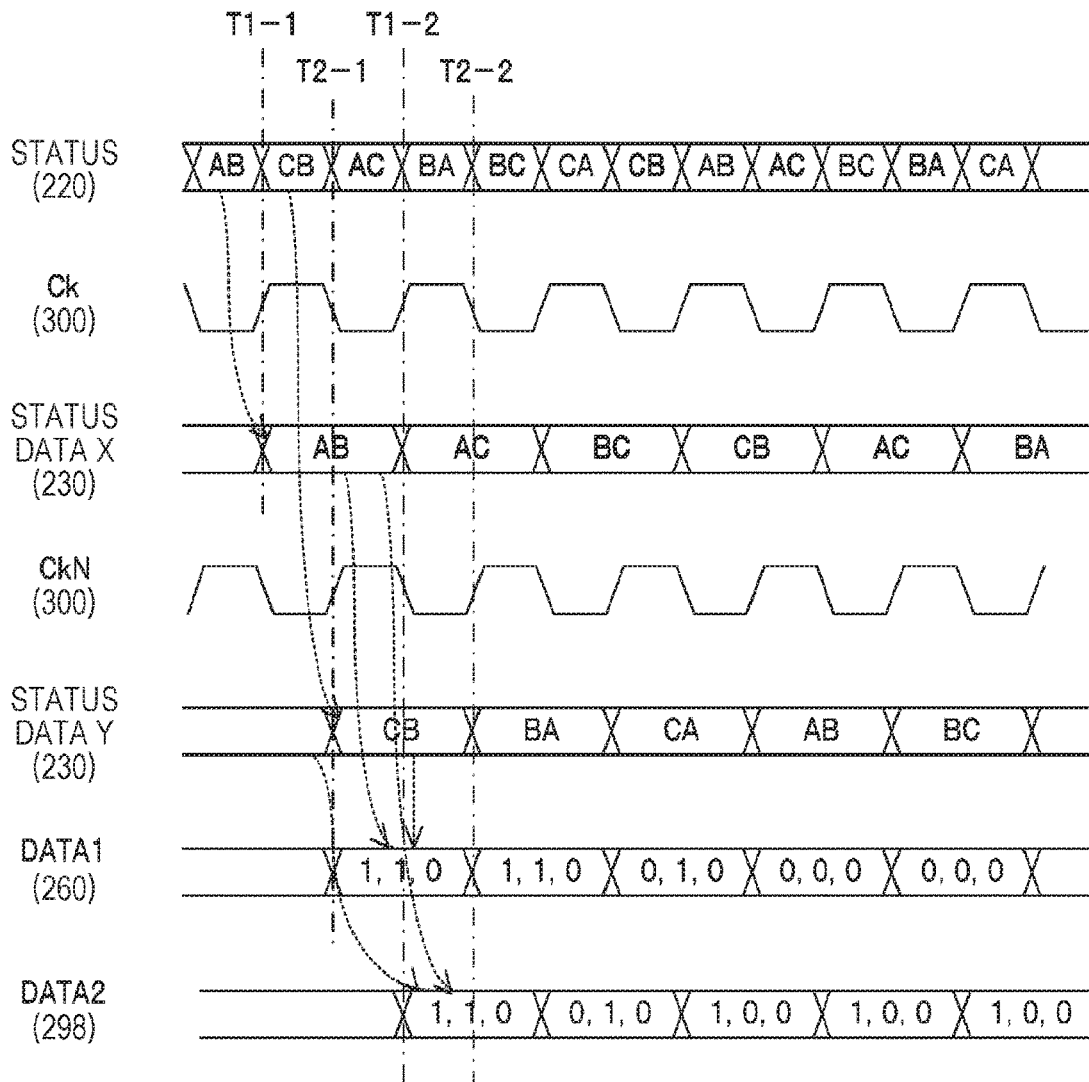 T1-1
T1-2
T2-1
T2-2
STATUS
(220)
AB CB AC BA BC CA CB AB AC BC BA CA
Ck
(300)
STATUS
DATA X
(230)
AB AC BC CB AC BA
CkN
(300)
STATUS
DATA Y
(230)
CB BA CA AB BC
DATA1
(260)
1, 1, 0 1, 1, 0 0, 1, 0 0, 0, 0 0, 0, 0
DATA2
(298)
1, 1, 0 0, 1, 0 1, 0, 0 1, 0, 0 1, 0, 0